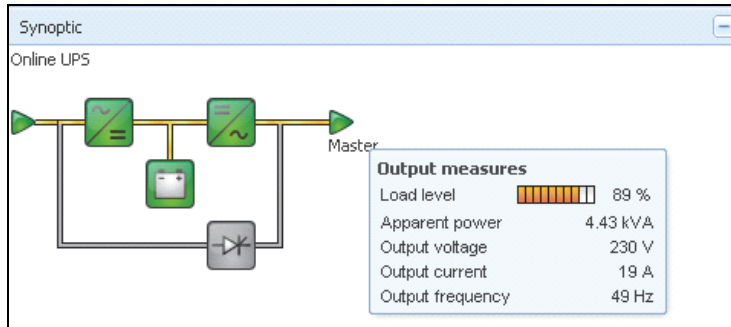 Synoptic
Online UPS
Master
Output measures
Load level 89 %
Apparent power 4.43 kVA
Output voltage 230 V
Output current 19 A
Output frequency 49 Hz